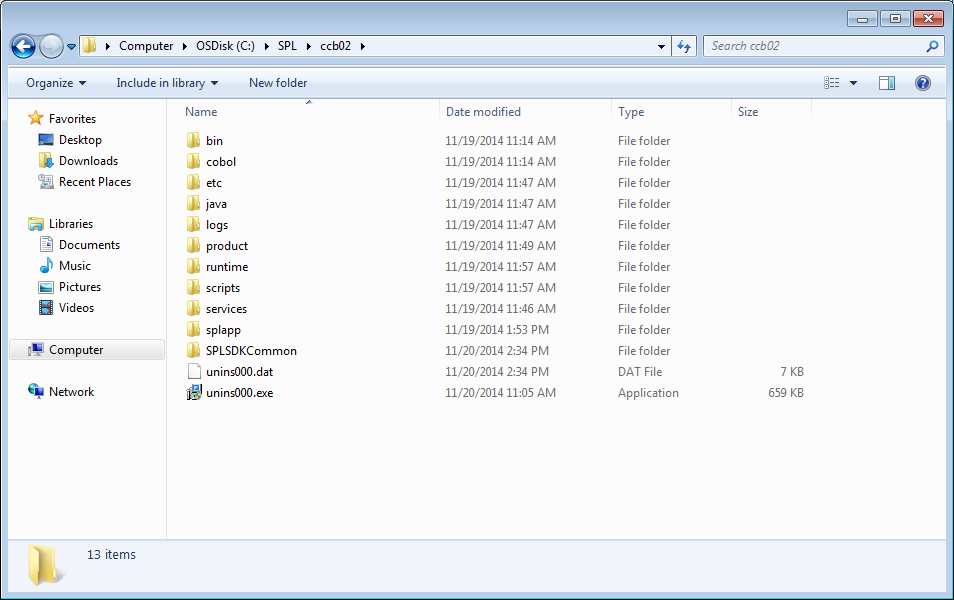 Computer OSDisk (C:) SPL ccb02 Search ccb02
Organize Include in library New folder
Name Date modified Type Size
Favorites
Desktop
Downloads
Recent Places
Libraries
Documents
Music
Pictures
Videos
Computer
Network
bin 11/19/2014 11:14 AM File folder
cobol 11/19/2014 11:14 AM File folder
etc 11/19/2014 11:47 AM File folder
java 11/19/2014 11:47 AM File folder
logs 11/19/2014 11:47 AM File folder
product 11/19/2014 11:49 AM File folder
runtime 11/19/2014 11:57 AM File folder
scripts 11/19/2014 11:57 AM File folder
services 11/19/2014 11:46 AM File folder
splapp 11/19/2014 1:53 PM File folder
SPLSDKCommon 11/20/2014 2:34 PM File folder
unins000.dat 11/20/2014 2:34 PM DAT File 7 KB
unins000.exe 11/20/2014 11:05 AM Application 659 KB
13 items